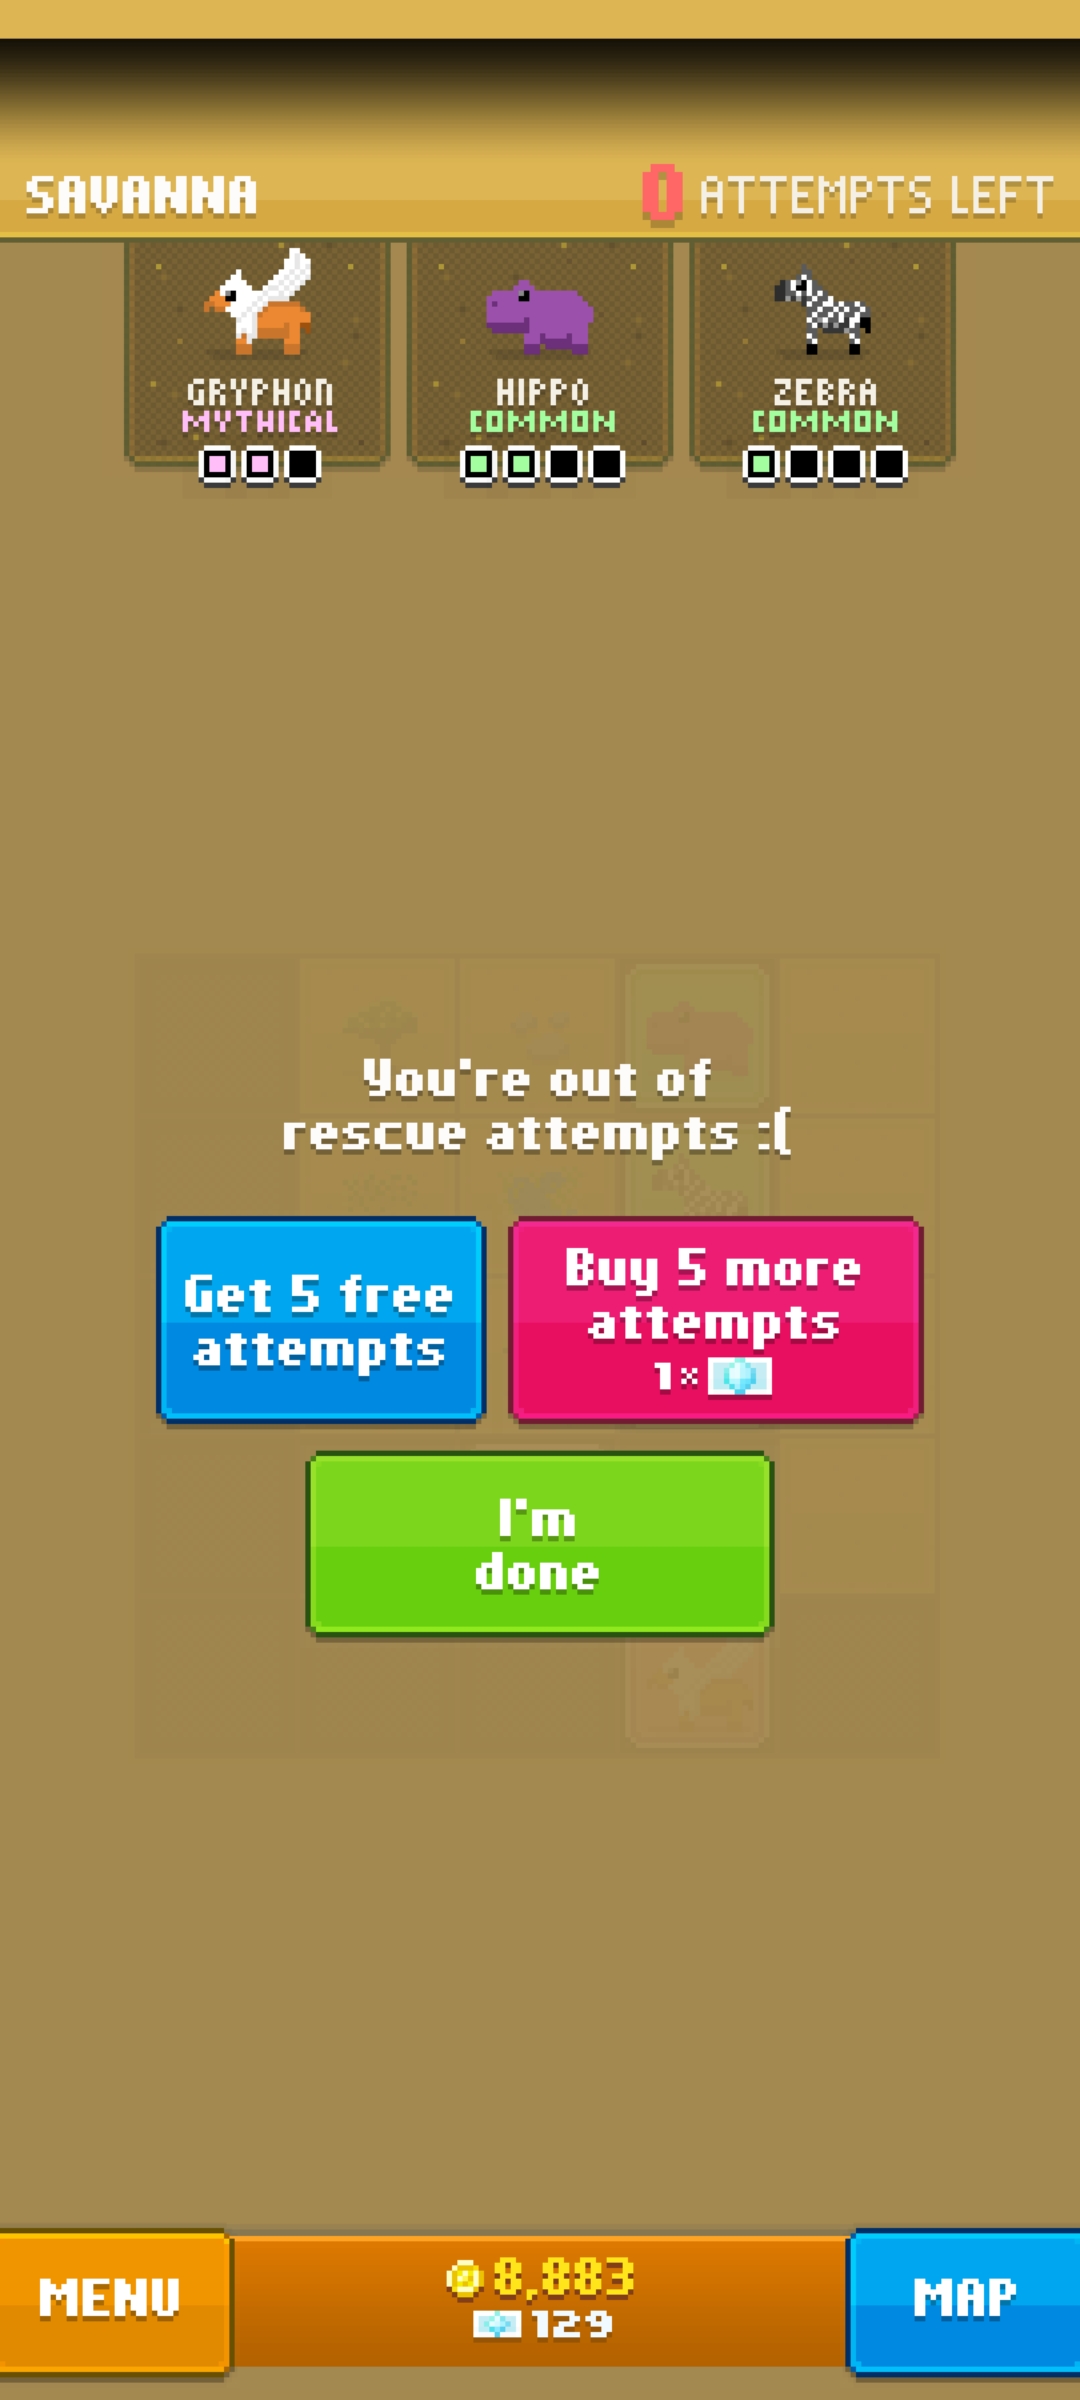 SAVANNA
0 ATTEMPTS LEFT
GRYPHON
MYTHICAL
HIPPO
COMMON
ZEBRA
COMMON
You're out of
rescue attempts :(
Get 5 free
attempts
Buy 5 more
attempts
1×
I'm
done
MENU
8,883
129
MAP